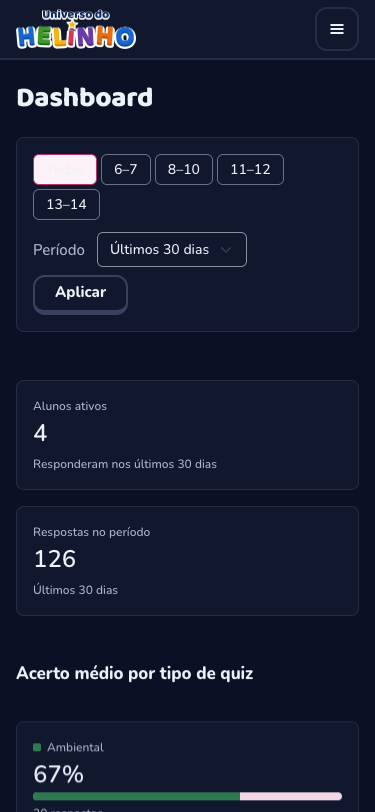 Universo do
HELINHO
Dashboard
6–7
8–10
11–12
13–14
Período
Últimos 30 dias
Aplicar
Alunos ativos
4
Responderam nos últimos 30 dias
Respostas no período
126
Últimos 30 dias
Acerto médio por tipo de quiz
Ambiental
67%